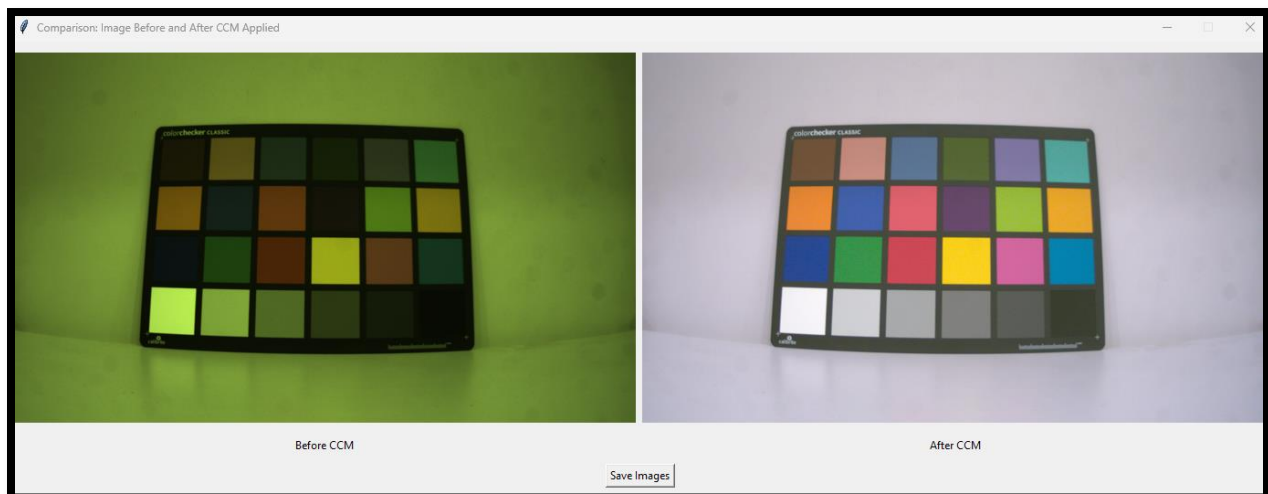 Comparison: Image Before and After CCM Applied
colorchecker CLASSIC
colorchecker CLASSIC
Before CCM
After CCM
Save Images